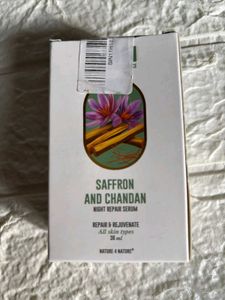 SAFFRON
AND CHANDAN
NIGHT REPAIR SERUM
REPAIR & REJUVENATE
All skin types
30 ml
NATURE 4 NATURE®